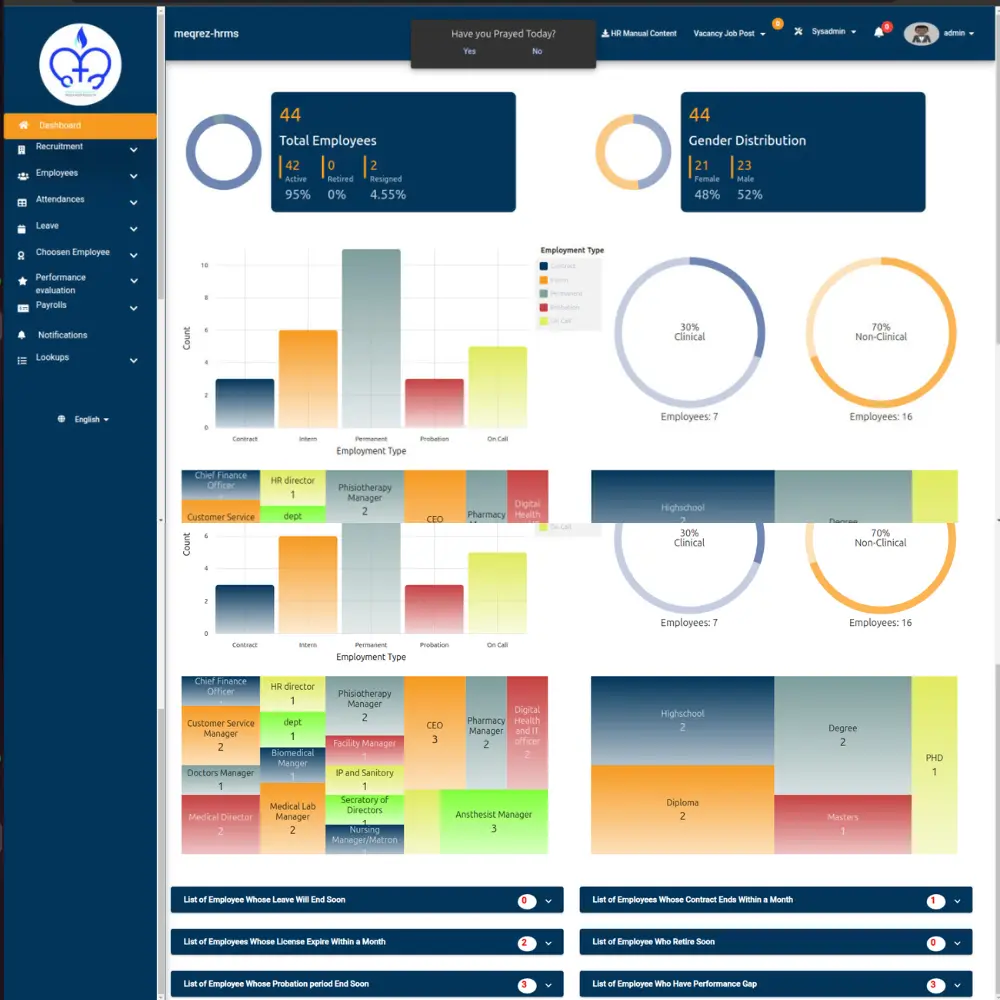 meqrez-hrms
Have you Prayed Today?
Yes
No
HR Manual Content
Vacancy Job Post
0
Sysadmin
0
admin
Dashboard
Recruitment
Employees
Attendances
Leave
Choosen Employee
Performance
evaluation
Payrolls
Notifications
Lookups
English
44
Total Employees
42
Active
95%
0
Retired
0%
2
Resigned
4.55%
44
Gender Distribution
21
Female
48%
23
Male
52%
Count
10
8
6
4
2
0
Contract
Intern
Permanent
Probation
On Call
Employment Type
Employment Type
Contract
Intern
Permanent
Probation
On Call
30%
Clinical
Employees: 7
70%
Non-Clinical
Employees: 16
Chief Finance
Officer
Customer Service
HR director
1
dept
Phisiotherapy
Manager
2
CEO
Pharmacy
Digital
Health
Highschool
2
Degree
Count
6
4
2
0
Contract
Intern
Permanent
Probation
On Call
Employment Type
On Call
30%
Clinical
Employees: 7
70%
Non-Clinical
Employees: 16
Chief Finance
Officer
Customer Service
Manager
2
Doctors Manager
1
Medical Director
2
HR director
1
dept
1
Biomedical
Manger
1
Medical Lab
Manager
2
Phisiotherapy
Manager
2
Facility Manager
1
IP and Sanitory
1
Secratory of
Directors
1
Nursing
Manager/Matron
CEO
3
Pharmacy
Manager
2
Digital
Health
and IT
officer
2
Ansthesist Manager
3
Highschool
2
Diploma
2
Degree
2
Masters
1
PHD
1
List of Employee Whose Leave Will End Soon
0
List of Employees Whose Contract Ends Within a Month
1
List of Employees Whose License Expire Within a Month
2
List of Employee Who Retire Soon
0
List of Employee Whose Probation period End Soon
3
List of Employee Who Have Performance Gap
3